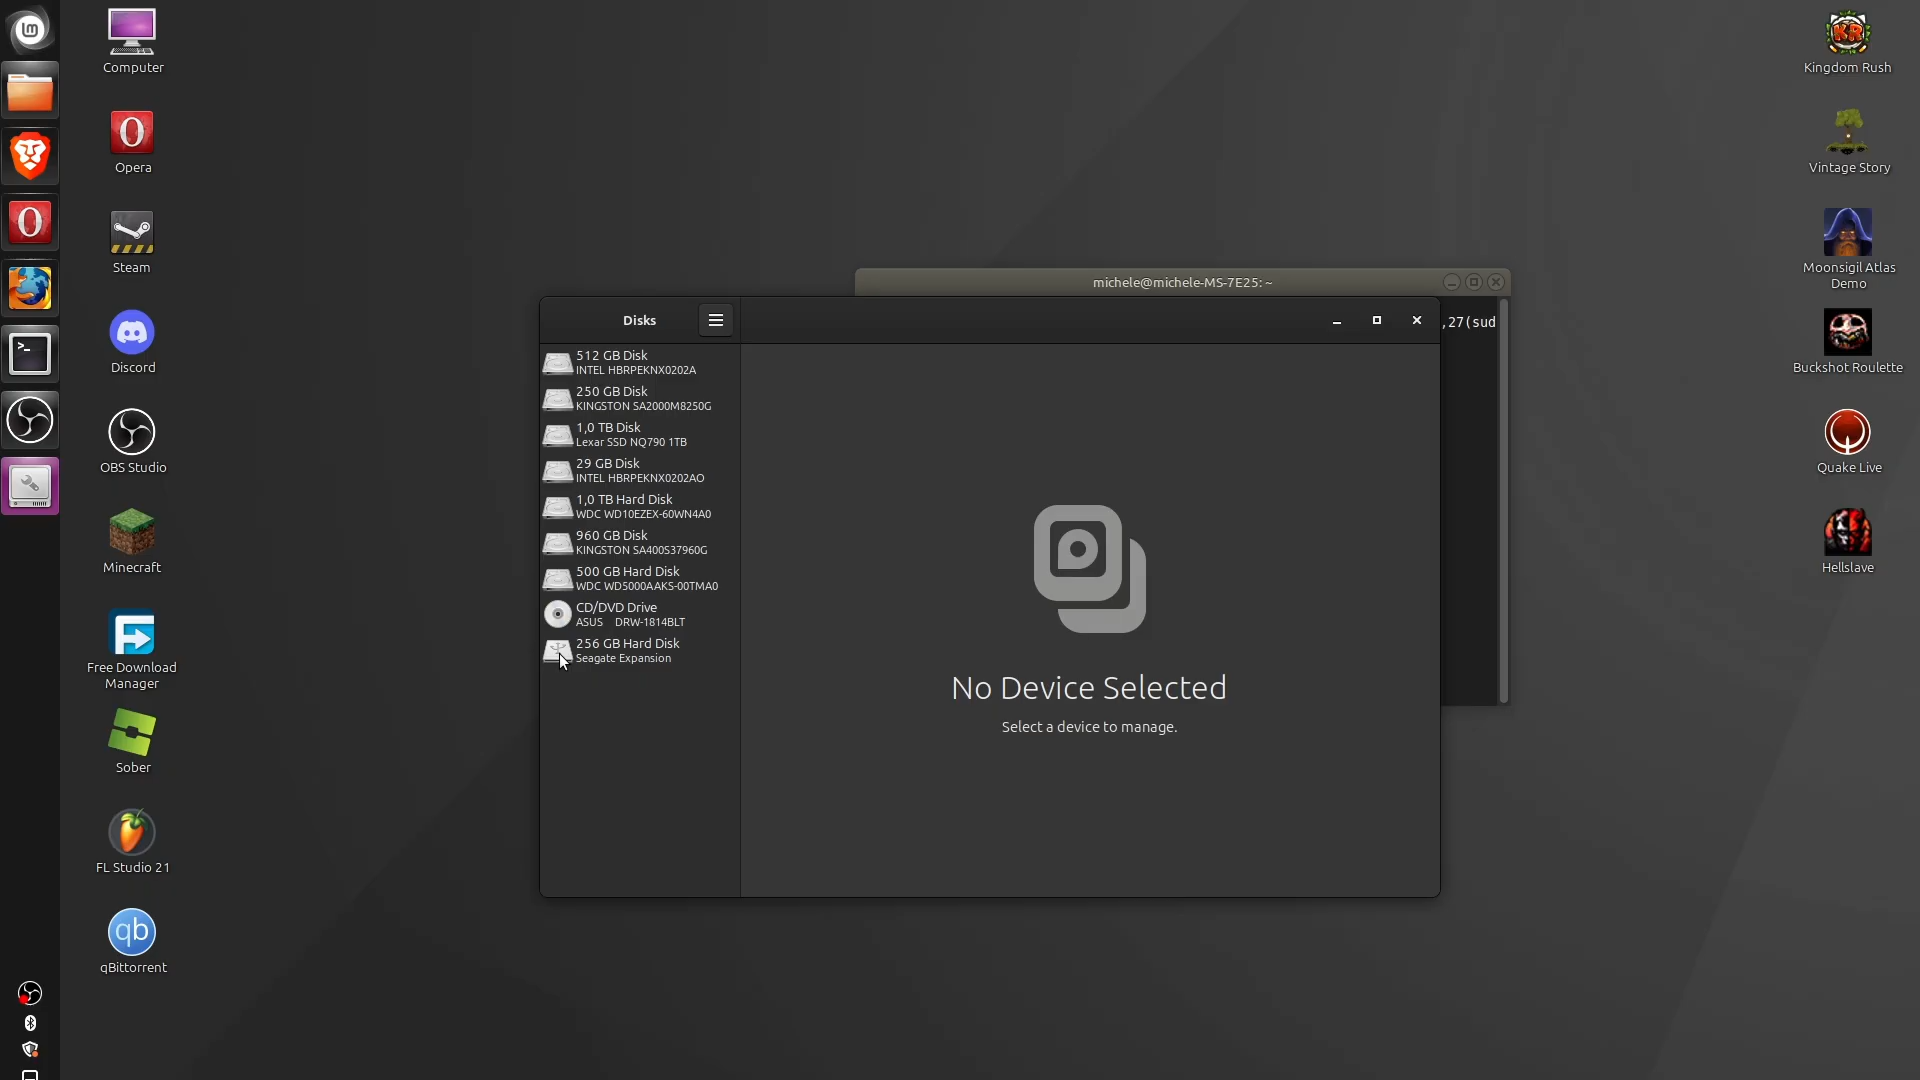 Computer
Opera
Steam
Discord
OBS Studio
Minecraft
Free Download
Manager
Sober
FL Studio 21
qBittorrent
michele@michele-MS-7E25: ~
,27(sud
Disks
512 GB Disk
INTEL HBRPEKNX0202A
250 GB Disk
KINGSTON SA2000M8250G
1,0 TB Disk
Lexar SSD NQ790 1TB
29 GB Disk
INTEL HBRPEKNX0202AO
1,0 TB Hard Disk
WDC WD10EZEX-60WN4A0
960 GB Disk
KINGSTON SA400S37960G
500 GB Hard Disk
WDC WD5000AAKS-00TMA0
CD/DVD Drive
ASUS DRW-1814BLT
256 GB Hard Disk
Seagate Expansion
No Device Selected
Select a device to manage.
Kingdom Rush
Vintage Story
Moonsigil Atlas
Demo
Buckshot Roulette
Quake Live
Hellslave